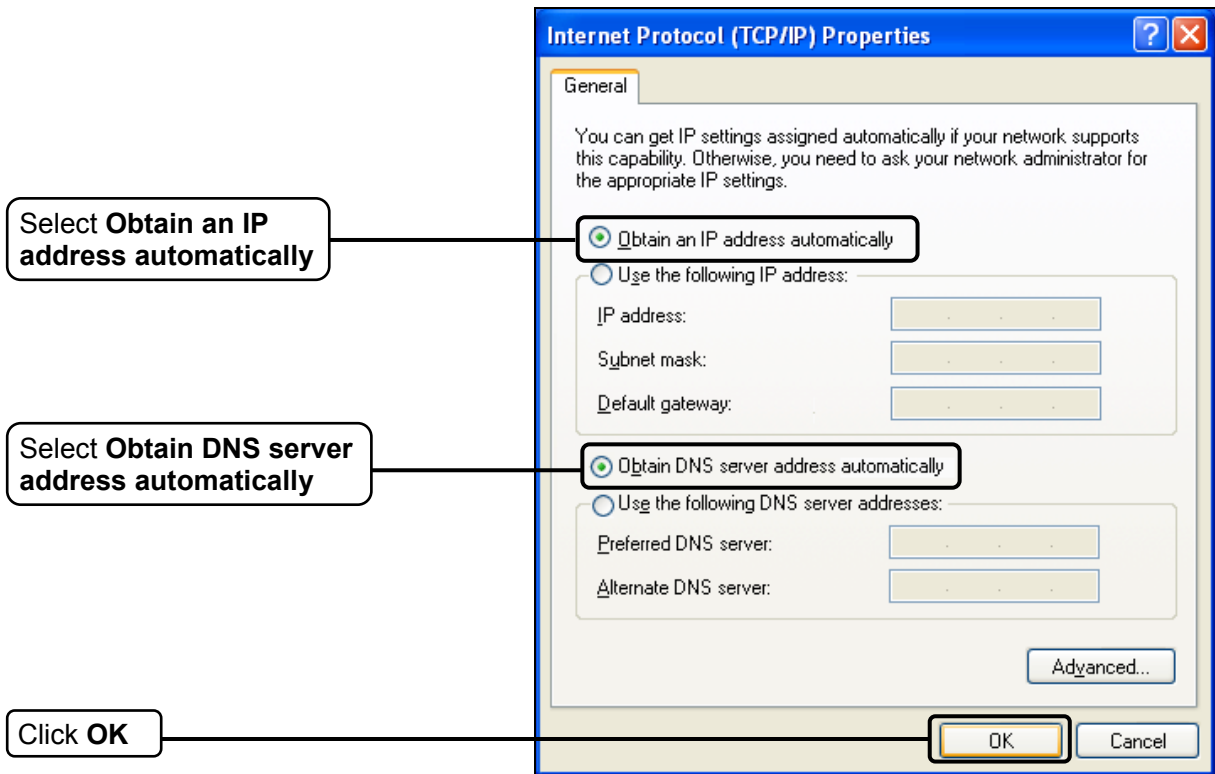 Internet Protocol (TCP/IP) Properties
General
You can get IP settings assigned automatically if your network supports
this capability. Otherwise, you need to ask your network administrator for
the appropriate IP settings.
Select Obtain an IP
address automatically
Obtain an IP address automatically
Use the following IP address:
IP address:
Subnet mask:
Default gateway:
Select Obtain DNS server
address automatically
Obtain DNS server address automatically
Use the following DNS server addresses:
Preferred DNS server:
Alternate DNS server:
Advanced...
Click OK
OK
Cancel